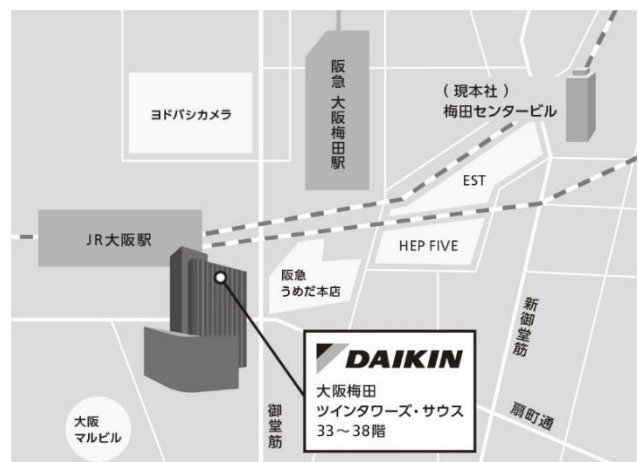 阪急 大阪梅田駅
ヨドバシカメラ
( 現本社 )
梅田センタービル
EST
JR大阪駅
HEP FIVE
阪急
うめだ本店
新御堂筋
DAIKIN
大阪梅田
ツインタワーズ・サウス
33～38階
扇町通
御堂筋
大阪
マルビル